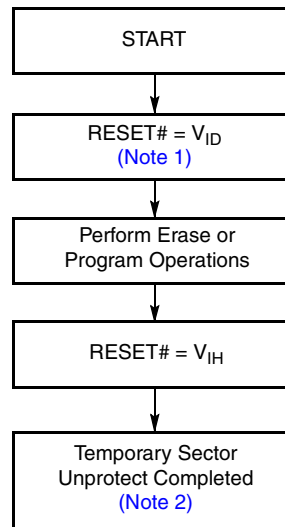 START
RESET# = VID
(Note 1)
Perform Erase or
Program Operations
RESET# = VIH
Temporary Sector
Unprotect Completed
(Note 2)